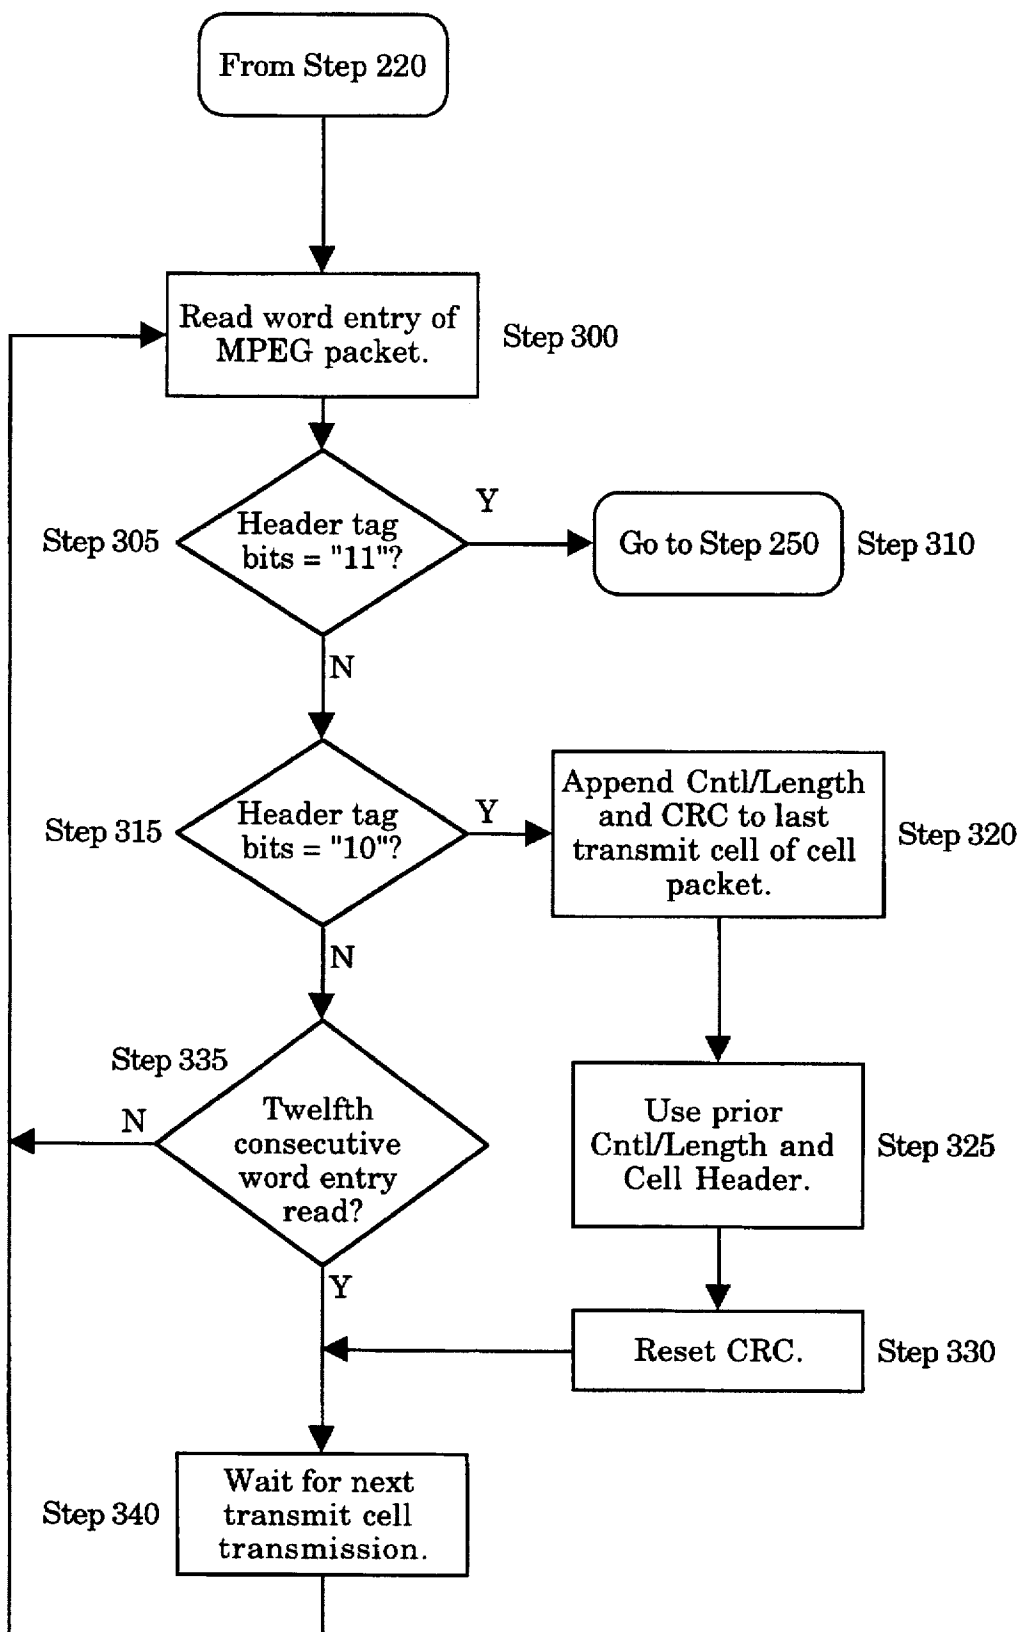 From Step 220
Read word entry of
MPEG packet.
Step 300
Step 305
Header tag
bits = "11"?
Y
Go to Step 250
Step 310
N
Step 315
Header tag
bits = "10"?
Y
Append Cntl/Length
and CRC to last
transmit cell of cell
packet.
Step 320
N
Step 335
N
Twelfth
consecutive
word entry
read?
Use prior
Cntl/Length and
Cell Header.
Step 325
Y
Reset CRC.
Step 330
Step 340
Wait for next
transmit cell
transmission.